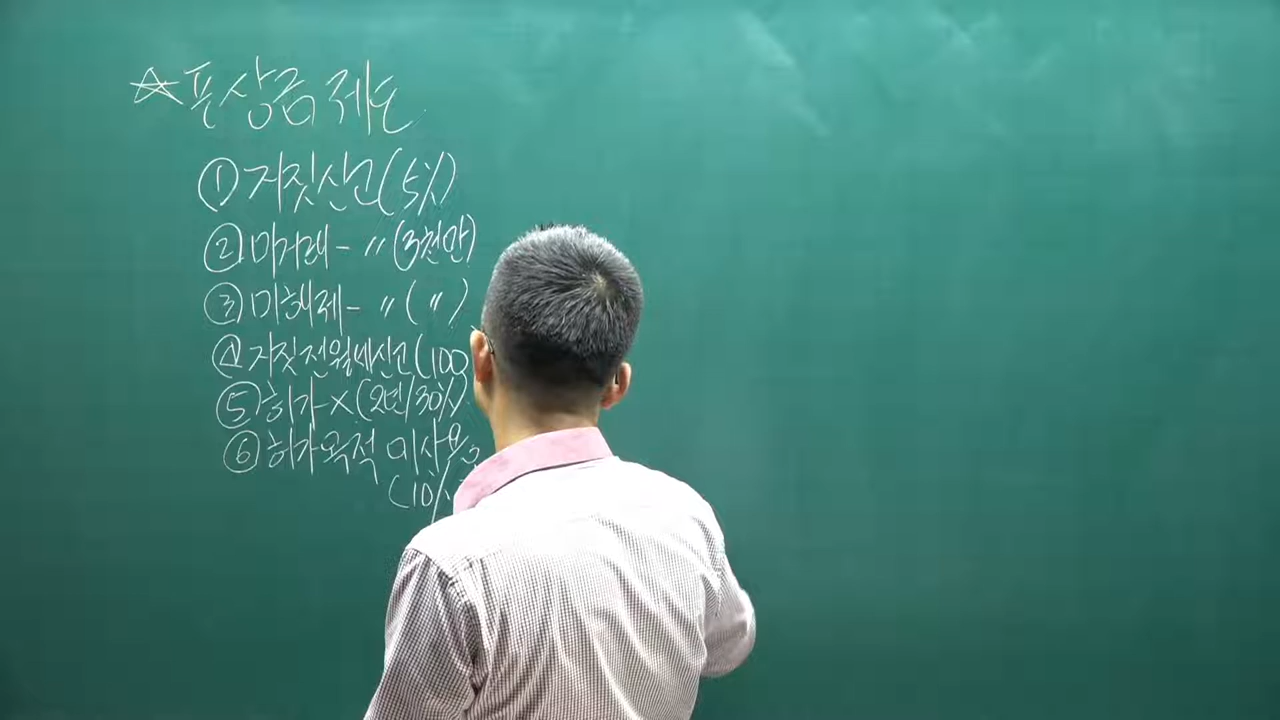 ☆ 포상금 제도
① 거짓신고(5%)
② 미거래-〃(3천만)
③ 미해제-〃(〃)
④ 거짓 전월세신고(100
⑤ 허가×(2년/30%)
⑥ 허가목적 미사용
(10%